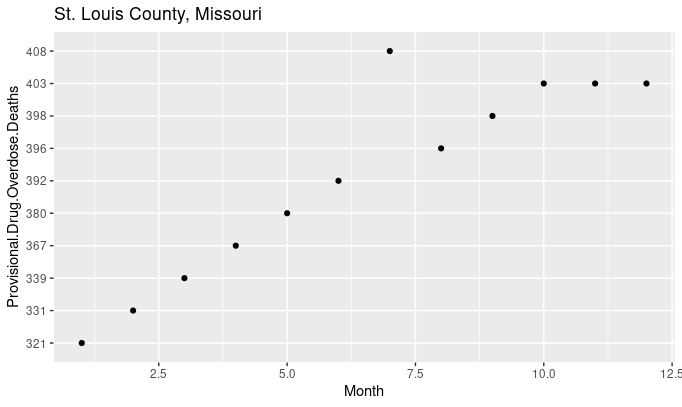 St. Louis County, Missouri
Provisional.Drug.Overdose.Deaths
408
403
398
396
392
380
367
339
331
321
2.5 5.0 7.5 10.0 12.5
Month